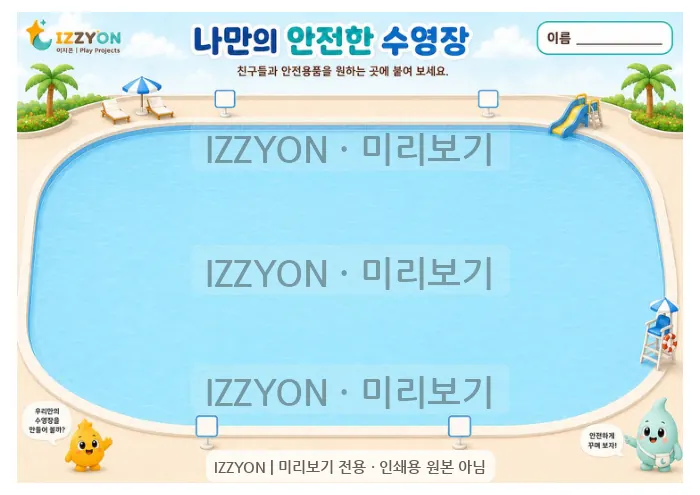 IZZYON
이지온 | Play Projects
나만의 안전한 수영장
이름
친구들과 안전용품을 원하는 곳에 붙여 보세요.
IZZYON · 미리보기
IZZYON · 미리보기
IZZYON · 미리보기
우리만의
수영장을
만들어 볼까?
안전하게
꾸며 보자!
IZZYON | 미리보기 전용 · 인쇄용 원본 아님